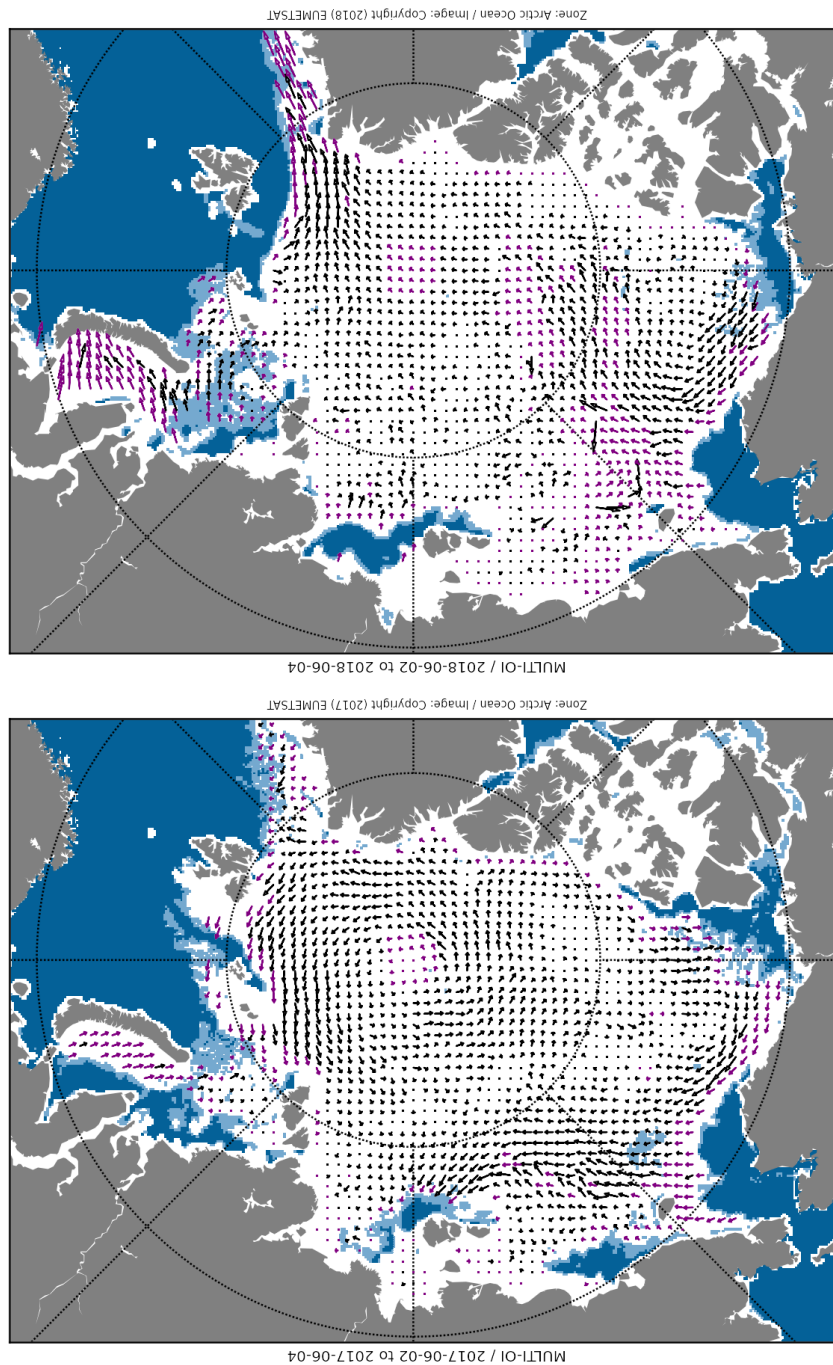 MULTI-OI / 2017-06-02 to 2017-06-04
Zone: Arctic Ocean / Image: Copyright (2017) EUMETSAT
MULTI-OI / 2018-06-02 to 2018-06-04
Zone: Arctic Ocean / Image: Copyright (2018) EUMETSAT